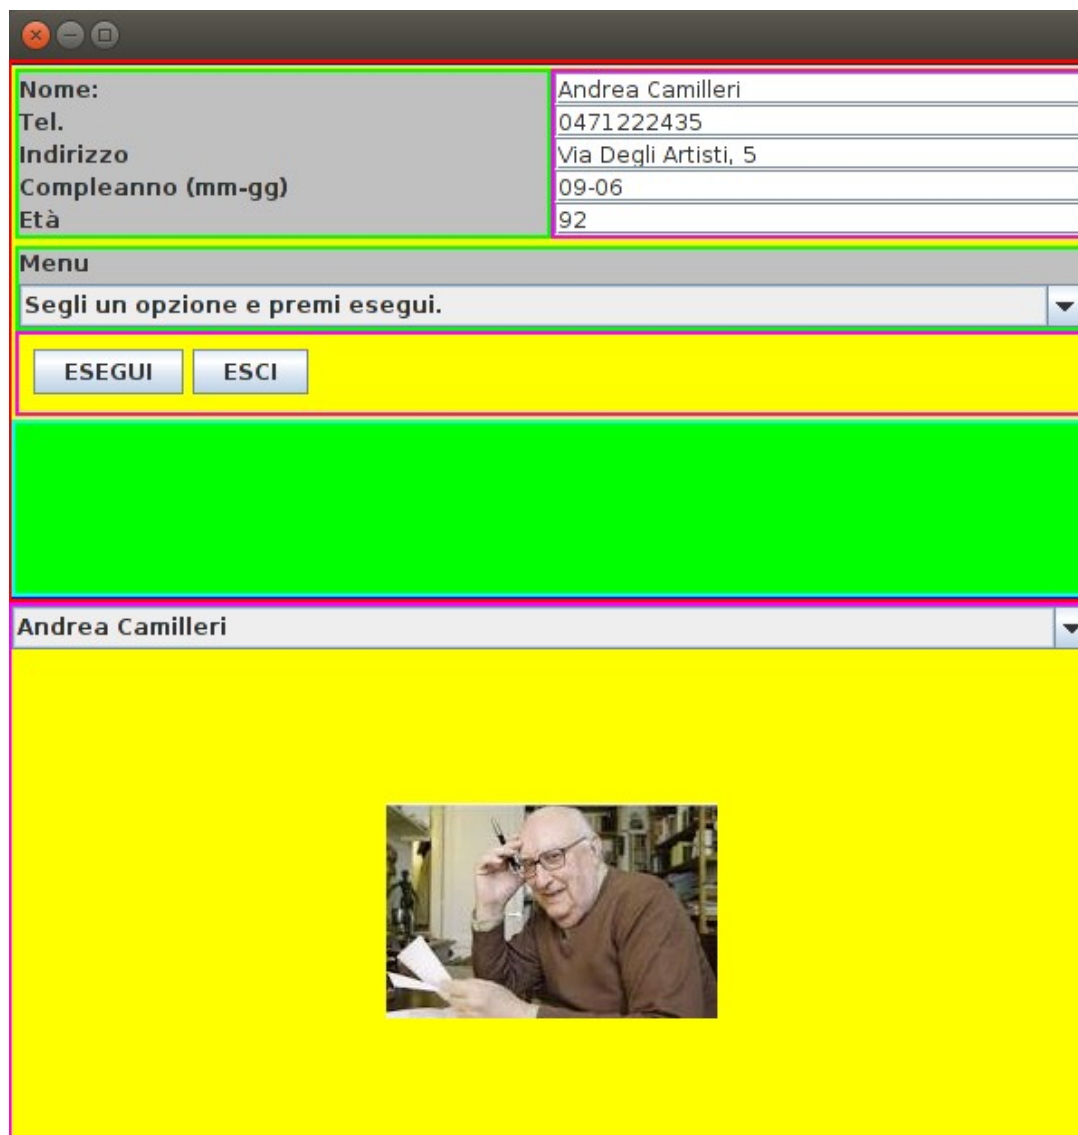 Nome: Andrea Camilleri
Tel. 0471222435
Indirizzo Via Degli Artisti, 5
Compleanno (mm-gg) 09-06
Età 92
Menu
Segli un opzione e premi esegui.
ESEGUI ESCI
Andrea Camilleri